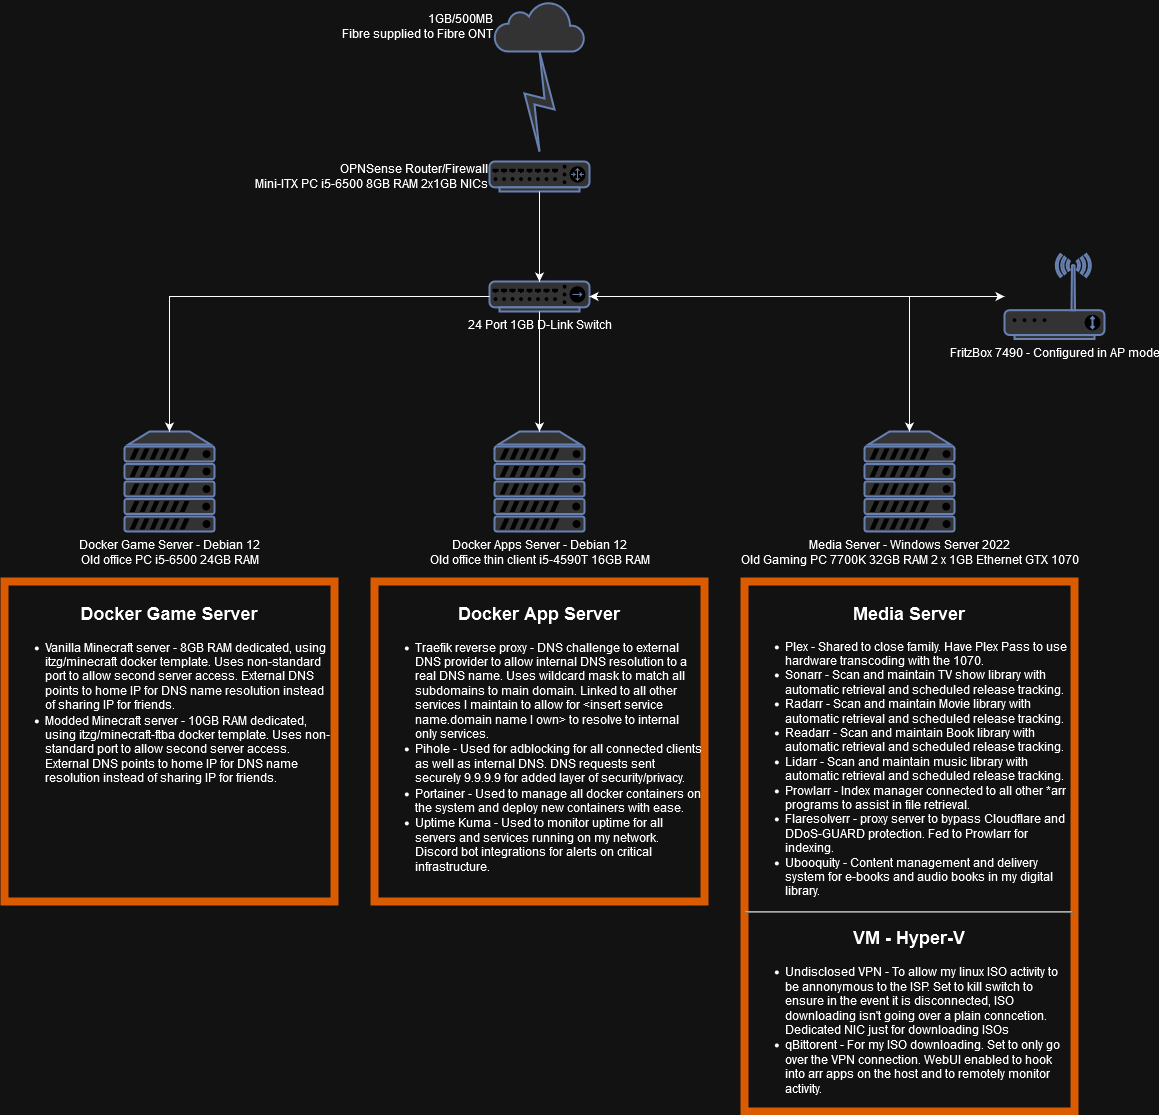 1GB/500MB
Fibre supplied to Fibre ONT
OPNSense Router/Firewall
Mini-ITX PC i5-6500 8GB RAM 2x1GB NICs
24 Port 1GB D-Link Switch
FritzBox 7490 - Configured in AP mode
Docker Game Server - Debian 12
Old office PC i5-6500 24GB RAM
Docker Apps Server - Debian 12
Old office thin client i5-4590T 16GB RAM
Media Server - Windows Server 2022
Old Gaming PC 7700K 32GB RAM 2 x 1GB Ethernet GTX 1070
Docker Game Server
• Vanilla Minecraft server - 8GB RAM dedicated, using
itzg/minecraft docker template. Uses non-standard
port to allow second server access. External DNS
points to home IP for DNS name resolution instead
of sharing IP for friends.
• Modded Minecraft server - 10GB RAM dedicated,
using itzg/minecraft-ftba docker template. Uses non-
standard port to allow second server access.
External DNS points to home IP for DNS name
resolution instead of sharing IP for friends.
Docker App Server
• Traefik reverse proxy - DNS challenge to external
DNS provider to allow internal DNS resolution to a
real DNS name. Uses wildcard mask to match all
subdomains to main domain. Linked to all other
services I maintain to allow for <insert service
name.domain name I own> to resolve to internal
only services.
• Pihole - Used for adblocking for all connected clients
as well as internal DNS. DNS requests sent
securely 9.9.9.9 for added layer of security/privacy.
• Portainer - Used to manage all docker containers on
the system and deploy new containers with ease.
• Uptime Kuma - Used to monitor uptime for all
servers and services running on my network.
Discord bot integrations for alerts on critical
infrastructure.
Media Server
• Plex - Shared to close family. Have Plex Pass to use
hardware transcoding with the 1070.
• Sonarr - Scan and maintain TV show library with
automatic retrieval and scheduled release tracking.
• Radarr - Scan and maintain Movie library with
automatic retrieval and scheduled release tracking.
• Readarr - Scan and maintain Book library with
automatic retrieval and scheduled release tracking.
• Lidarr - Scan and maintain music library with
automatic retrieval and scheduled release tracking.
• Prowlarr - Index manager connected to all other *arr
programs to assist in file retrieval.
• Flaresolverr - proxy server to bypass Cloudflare and
DDoS-GUARD protection. Fed to Prowlarr for
indexing.
• Ubooquity - Content management and delivery
system for e-books and audio books in my digital
library.
VM - Hyper-V
• Undisclosed VPN - To allow my linux ISO activity to
be annonymous to the ISP. Set to kill switch to
ensure in the event it is disconnected, ISO
downloading isn't going over a plain conncetion.
Dedicated NIC just for downloading ISOs
• qBittorent - For my ISO downloading. Set to only go
over the VPN connection. WebUI enabled to hook
into arr apps on the host and to remotely monitor
activity.